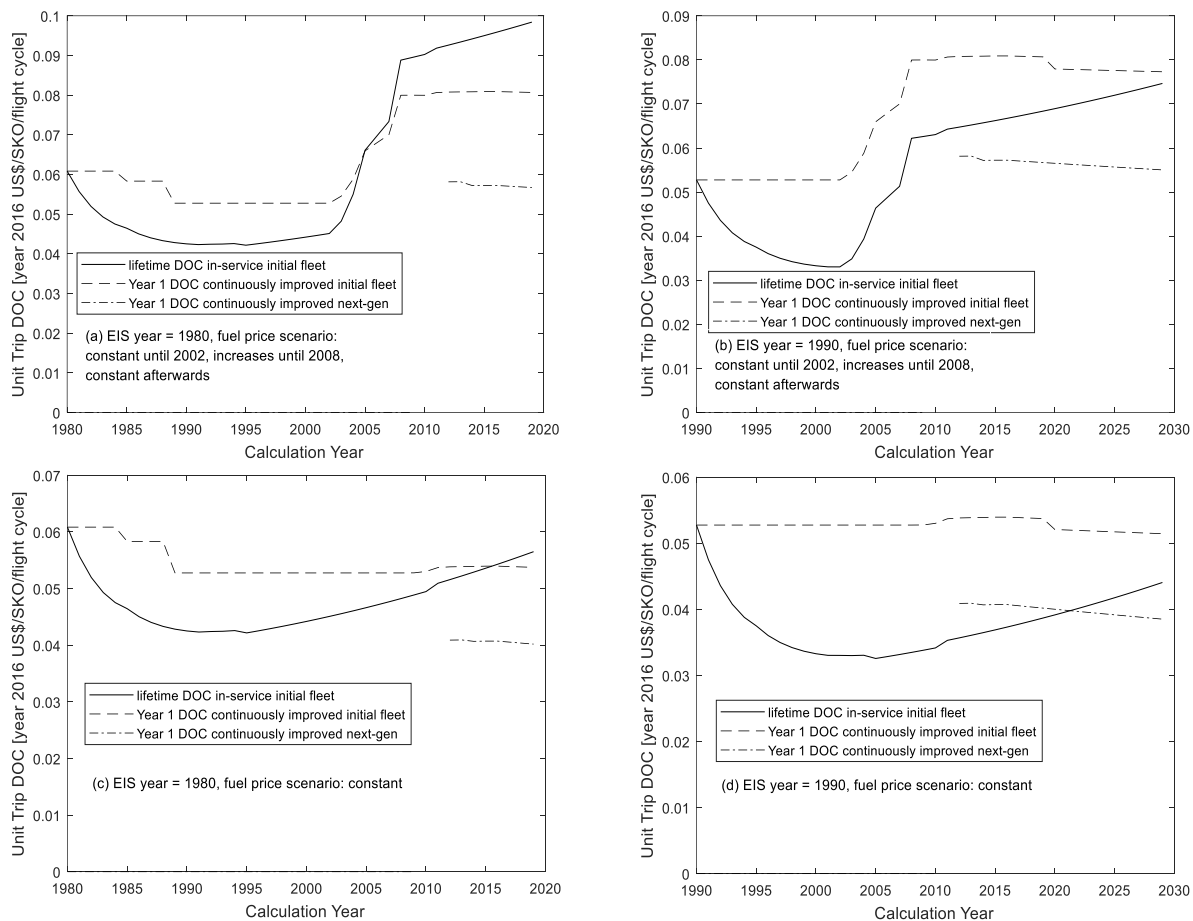 Unit Trip DOC [year 2016 US$/SKO/flight cycle]
0.1
0.09
0.08
0.07
0.06
0.05
0.04
0.03
0.02
0.01
0
lifetime DOC in-service initial fleet
Year 1 DOC continuously improved initial fleet
Year 1 DOC continuously improved next-gen
(a) EIS year = 1980, fuel price scenario:
constant until 2002, increases until 2008,
constant afterwards
1980 1985 1990 1995 2000 2005 2010 2015 2020
Calculation Year
Unit Trip DOC [year 2016 US$/SKO/flight cycle]
0.09
0.08
0.07
0.06
0.05
0.04
0.03
0.02
0.01
0
lifetime DOC in-service initial fleet
Year 1 DOC continuously improved initial fleet
Year 1 DOC continuously improved next-gen
(b) EIS year = 1990, fuel price scenario:
constant until 2002, increases until 2008,
constant afterwards
1990 1995 2000 2005 2010 2015 2020 2025 2030
Calculation Year
Unit Trip DOC [year 2016 US$/SKO/flight cycle]
0.07
0.06
0.05
0.04
0.03
0.02
0.01
0
lifetime DOC in-service initial fleet
Year 1 DOC continuously improved initial fleet
Year 1 DOC continuously improved next-gen
(c) EIS year = 1980, fuel price scenario: constant
1980 1985 1990 1995 2000 2005 2010 2015 2020
Calculation Year
Unit Trip DOC [year 2016 US$/SKO/flight cycle]
0.06
0.05
0.04
0.03
0.02
0.01
0
lifetime DOC in-service initial fleet
Year 1 DOC continuously improved initial fleet
Year 1 DOC continuously improved next-gen
(d) EIS year = 1990, fuel price scenario: constant
1990 1995 2000 2005 2010 2015 2020 2025 2030
Calculation Year